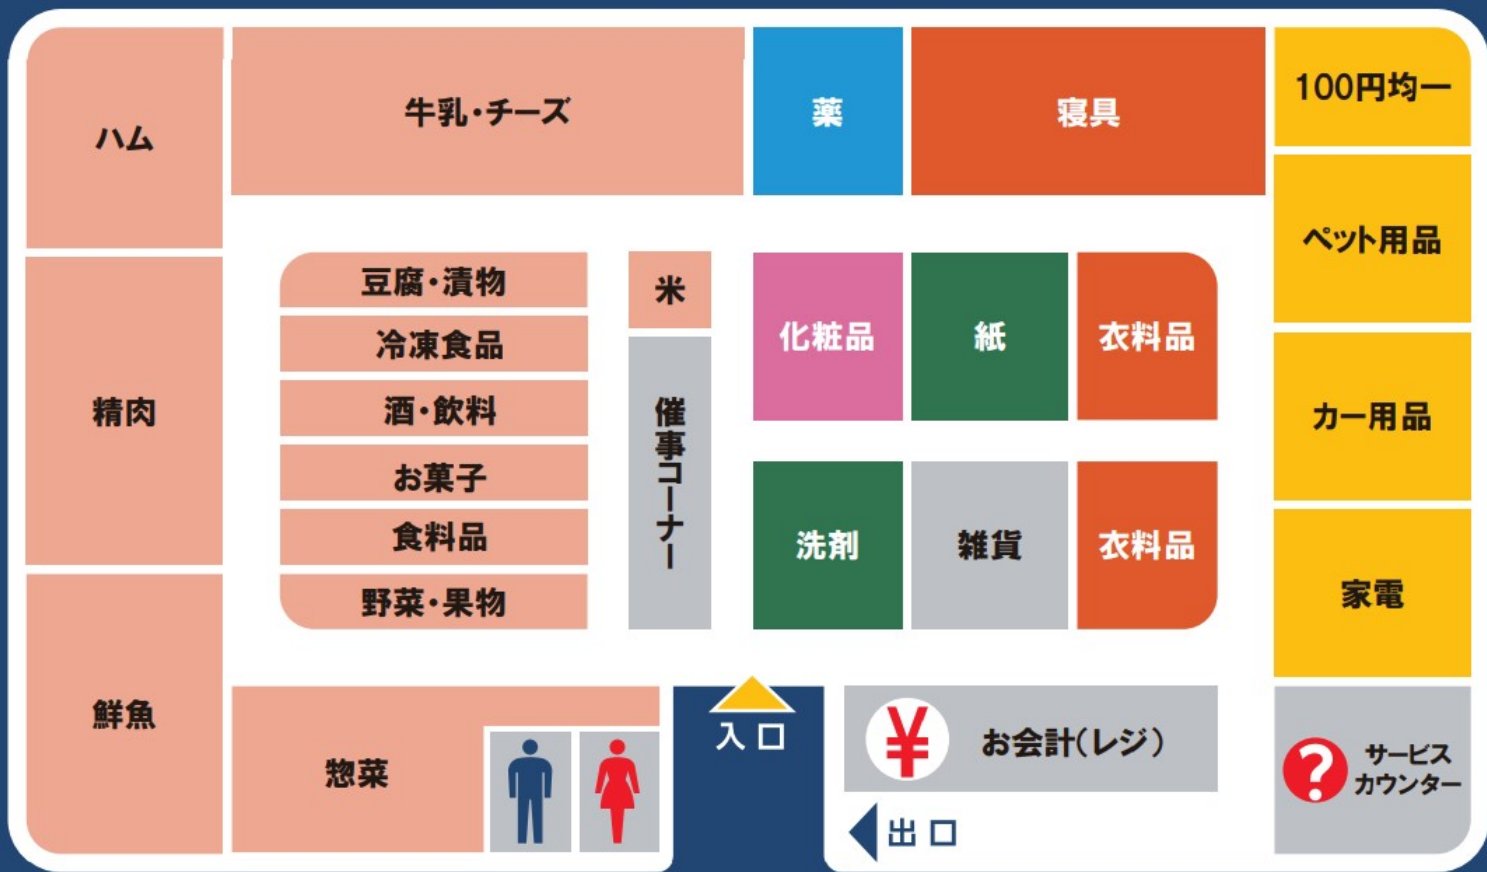 ハム
牛乳・チーズ
薬
寝具
100円均一
ペット用品
豆腐・漬物
米
冷凍食品
化粧品
紙
衣料品
精肉
酒・飲料
催事コーナー
カー用品
お菓子
食料品
洗剤
雑貨
衣料品
野菜・果物
家電
鮮魚
惣菜
入口
¥
お会計(レジ)
?
サービス
カウンター
出口